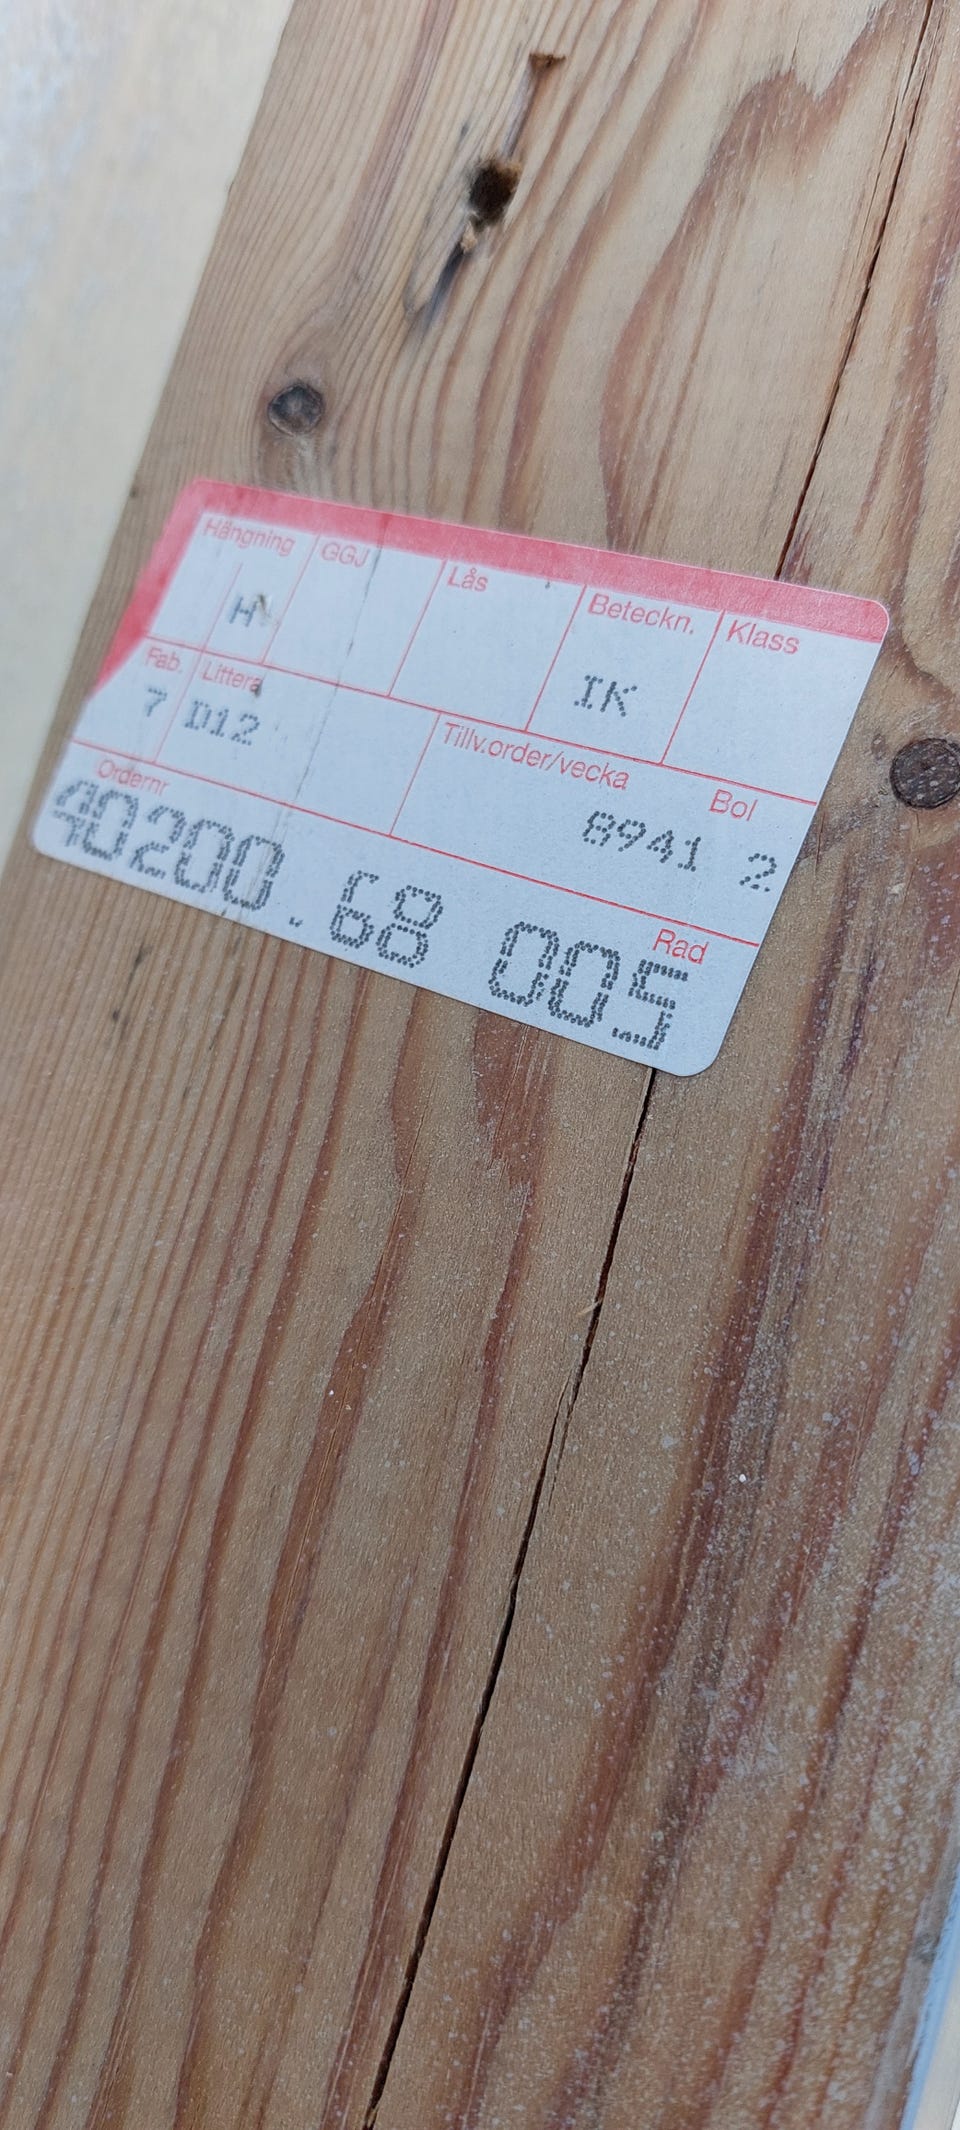 Hängning GGJ Lås Beteckn. Klass
H IK
Fab. Littera Tillv.order/vecka Bol
7 D12 8941 2
Ordernr Rad
40200.68 005